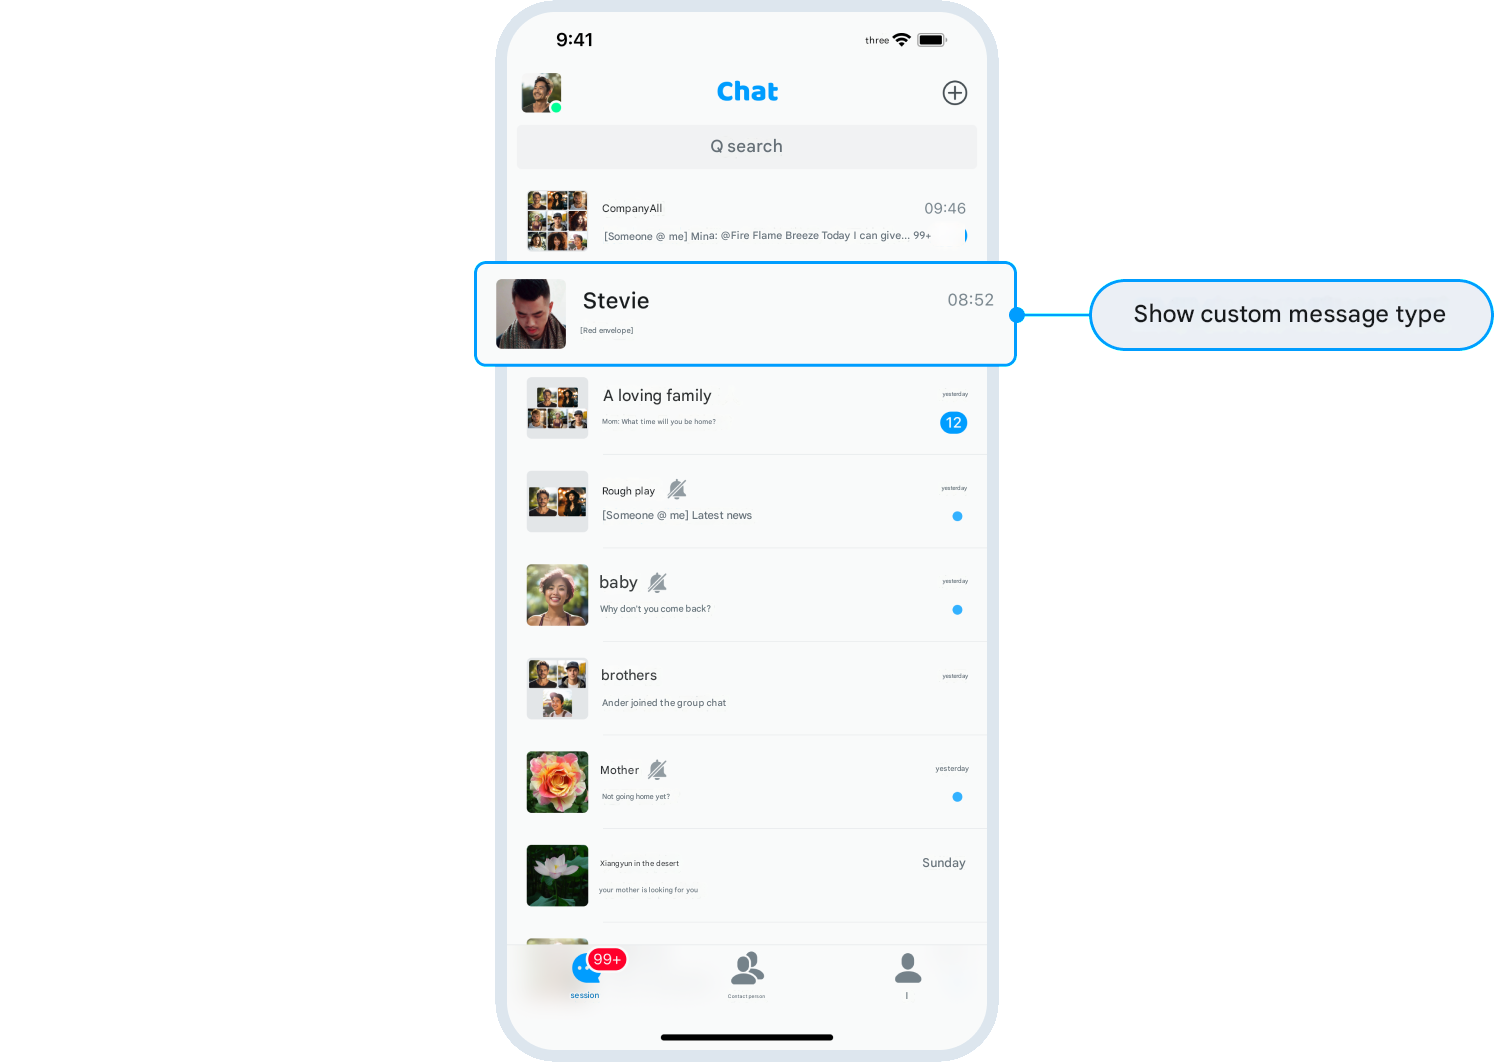 9:41
three
Chat
Q search
CompanyAll
09:46
[Someone @ me] Mina: @Fire Flame Breeze Today I can give... 99+
Stevie
08:52
[Red envelope]
Show custom message type
A loving family
yesterday
Mom: What time will you be home?
12
Rough play
yesterday
[Someone @ me] Latest news
baby
yesterday
Why don't you come back?
brothers
yesterday
Ander joined the group chat
Mother
yesterday
Not going home yet?
Xiangyun in the desert
Sunday
your mother is looking for you
99+
session
Contact person
I